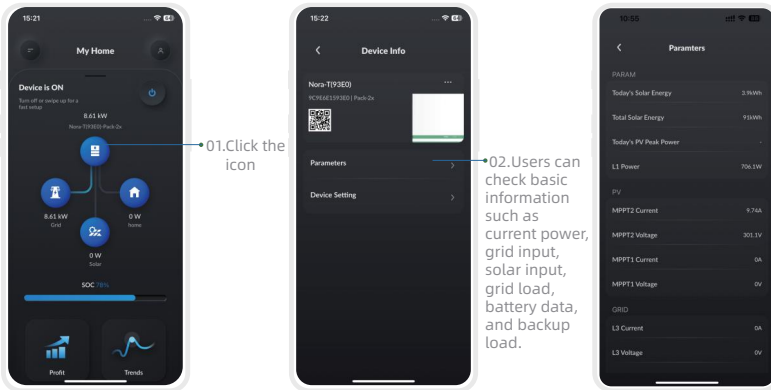 15:21
My Home
Device is ON
Turn off or swipe up for a
fast setup
8.61 kW
Nora-T(93E0)-Pack-2x
8.61 kW
Grid
0 W
home
0 W
Solar
SOC 78%
Profit
Trends
01.Click the
icon
15:22
Device Info
Nora-T(93E0)
9C9E6E1593E0 | Pack-2x
Parameters
Device Setting
02.Users can
check basic
information
such as
current power,
grid input,
solar input,
grid load,
battery data,
and backup
load.
10:55
Paramters
PARAM
Today's Solar Energy 3.9kWh
Total Solar Energy 91kWh
Today's PV Peak Power -
L1 Power 706.1W
PV
MPPT2 Current 9.74A
MPPT2 Voltage 301.1V
MPPT1 Current 0A
MPPT1 Voltage 0V
GRID
L3 Current 0A
L3 Voltage 0V